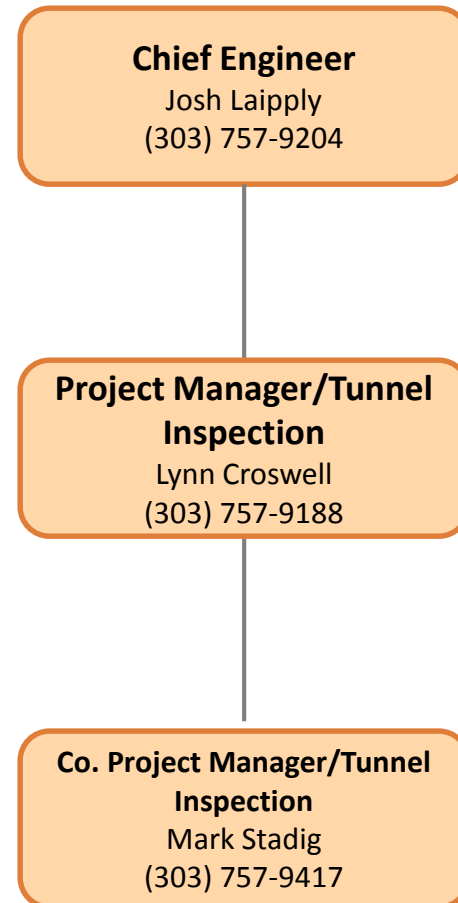 Chief Engineer
Josh Laipply
(303) 757-9204
Project Manager/Tunnel
Inspection
Lynn Croswell
(303) 757-9188
Co. Project Manager/Tunnel
Inspection
Mark Stadig
(303) 757-9417